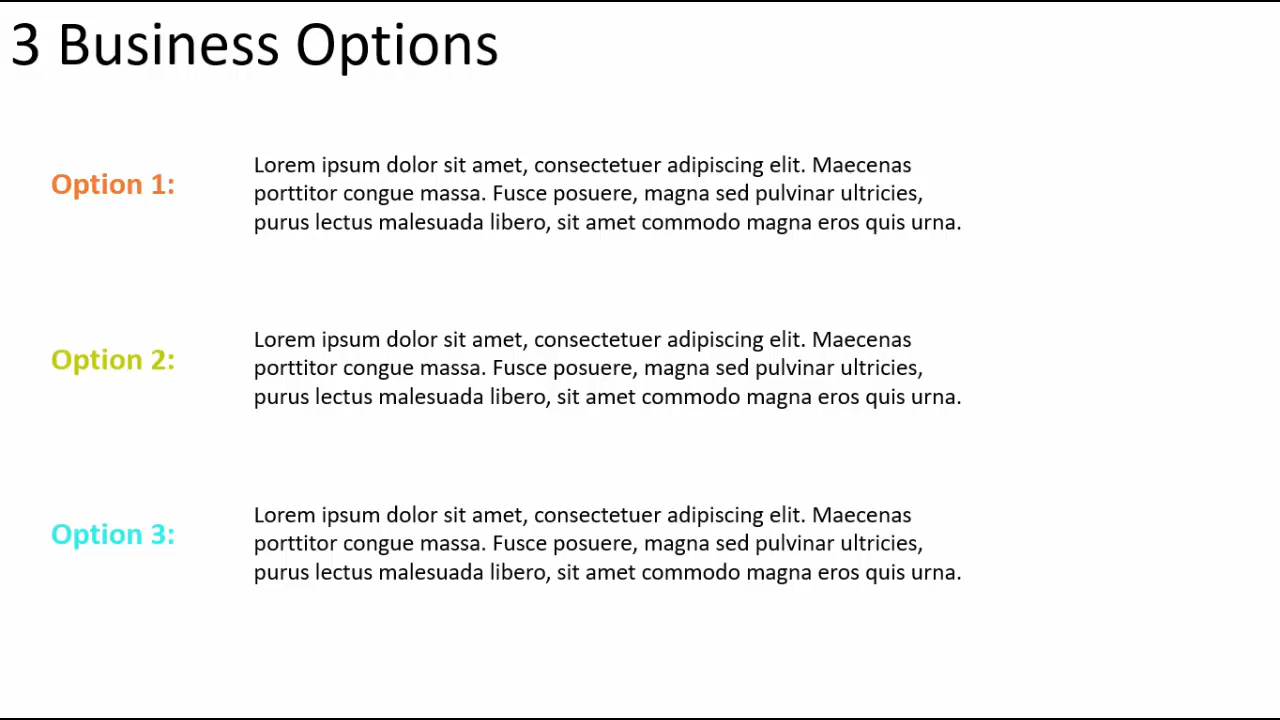 3 Business Options
Option 1:
Lorem ipsum dolor sit amet, consectetuer adipiscing elit. Maecenas
porttitor congue massa. Fusce posuere, magna sed pulvinar ultricies,
purus lectus malesuada libero, sit amet commodo magna eros quis urna.
Option 2:
Lorem ipsum dolor sit amet, consectetuer adipiscing elit. Maecenas
porttitor congue massa. Fusce posuere, magna sed pulvinar ultricies,
purus lectus malesuada libero, sit amet commodo magna eros quis urna.
Option 3:
Lorem ipsum dolor sit amet, consectetuer adipiscing elit. Maecenas
porttitor congue massa. Fusce posuere, magna sed pulvinar ultricies,
purus lectus malesuada libero, sit amet commodo magna eros quis urna.